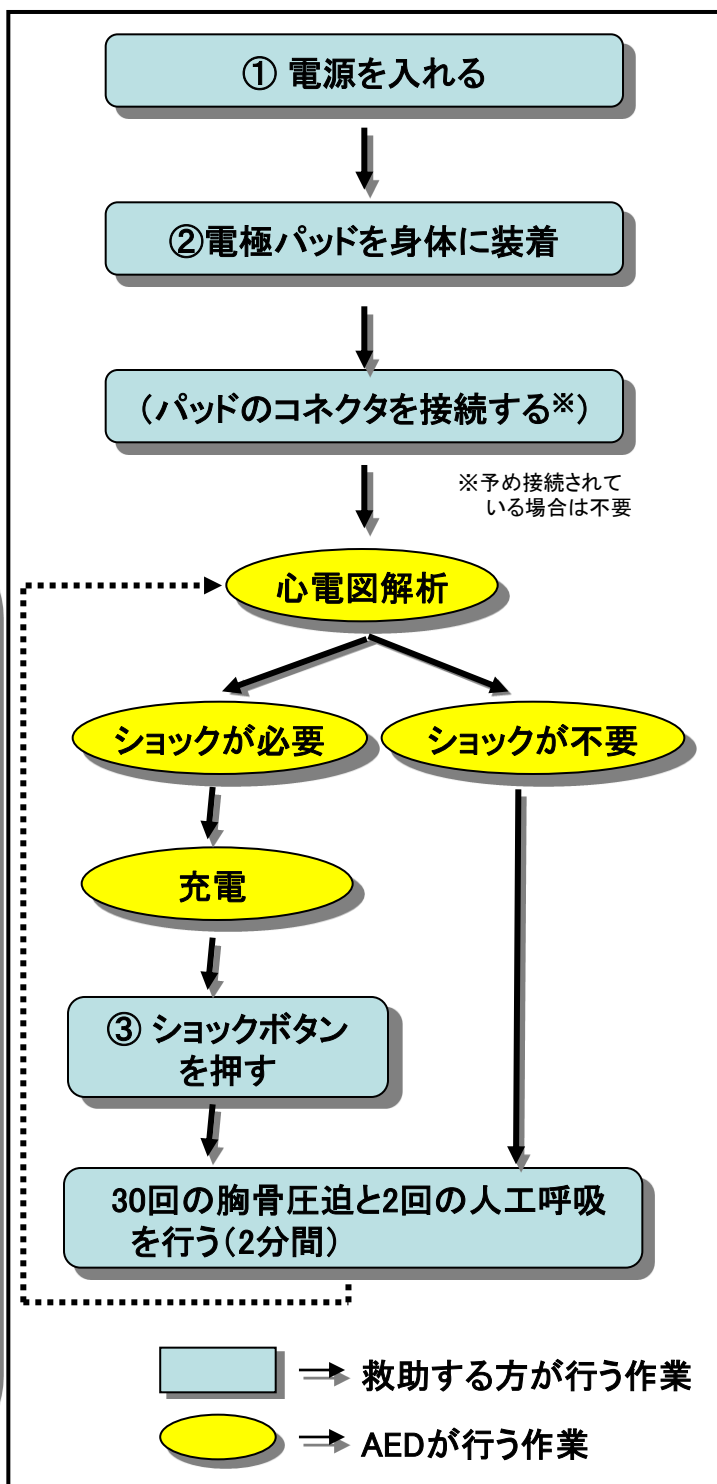 ① 電源を入れる
②電極パッドを身体に装着
（パッドのコネクタを接続する※）
※予め接続されて
いる場合は不要
心電図解析
ショックが必要
ショックが不要
充電
③ ショックボタン
を押す
30回の胸骨圧迫と2回の人工呼吸
を行う（2分間）
救助する方が行う作業
AEDが行う作業